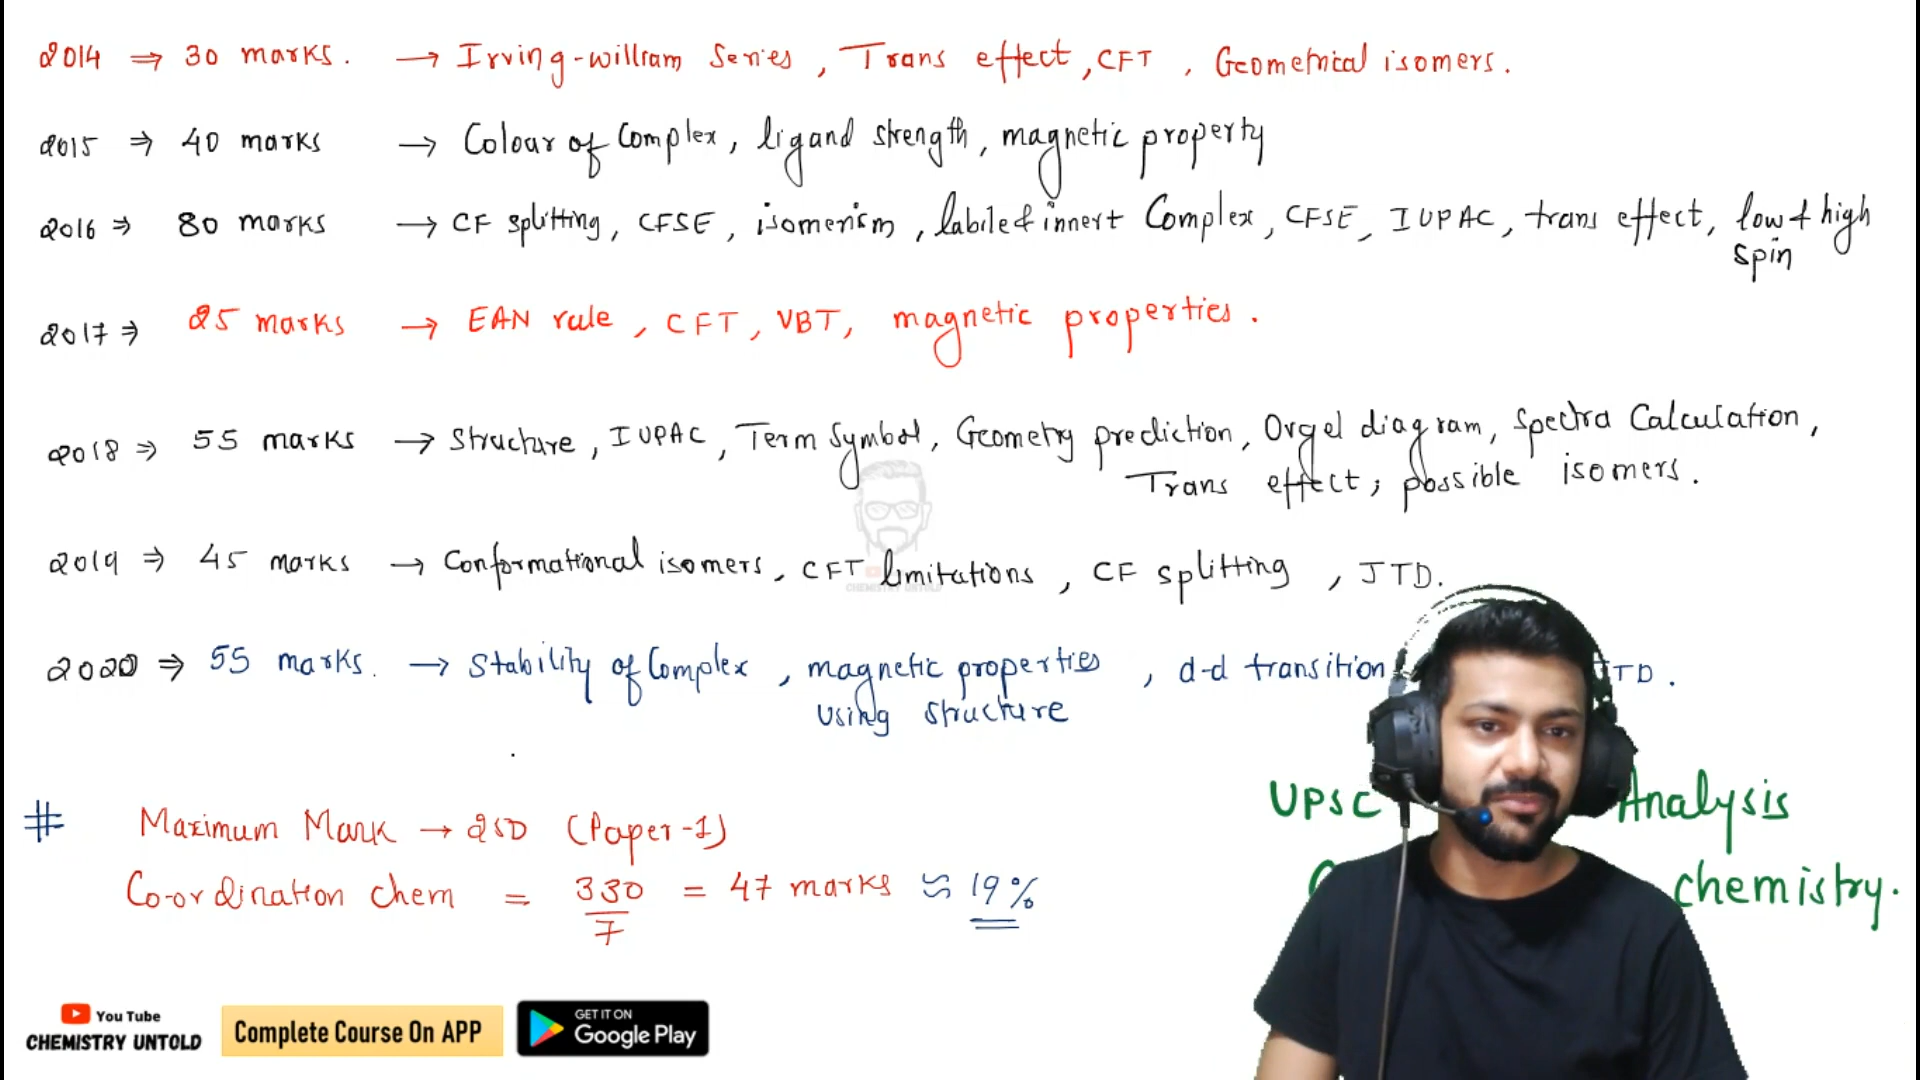 2014 ⇒ 30 marks. → Irving-william Series, Trans effect, CFT, Geometrical isomers.
2015 ⇒ 40 marks → Colour of Complex, ligand strength, magnetic property
2016 ⇒ 80 marks → CF splitting, CFSE, isomerism, labile & innert Complex, CFSE, IUPAC, trans effect, low & high
spin
2017 ⇒ 25 marks → EAN rule, CFT, VBT, magnetic properties.
2018 ⇒ 55 marks → Structure, IUPAC, Term Symbol, Geometry prediction, Orgel diagram, Spectra Calculation,
Trans effect, possible isomers.
2019 ⇒ 45 marks → Conformational isomers, CFT limitations, CF splitting, JTD.
CHEMISTRY UNTOLD
2020 ⇒ 55 marks. → Stability of Complex, magnetic properties, d-d transition JTD.
using structure
# Maximum Mark → 250 (Paper-1)
Co-ordination chem = 330/7 = 47 marks ≈ 19%
UPSC Analysis
chemistry.
You Tube
CHEMISTRY UNTOLD
Complete Course On APP
GET IT ON
Google Play